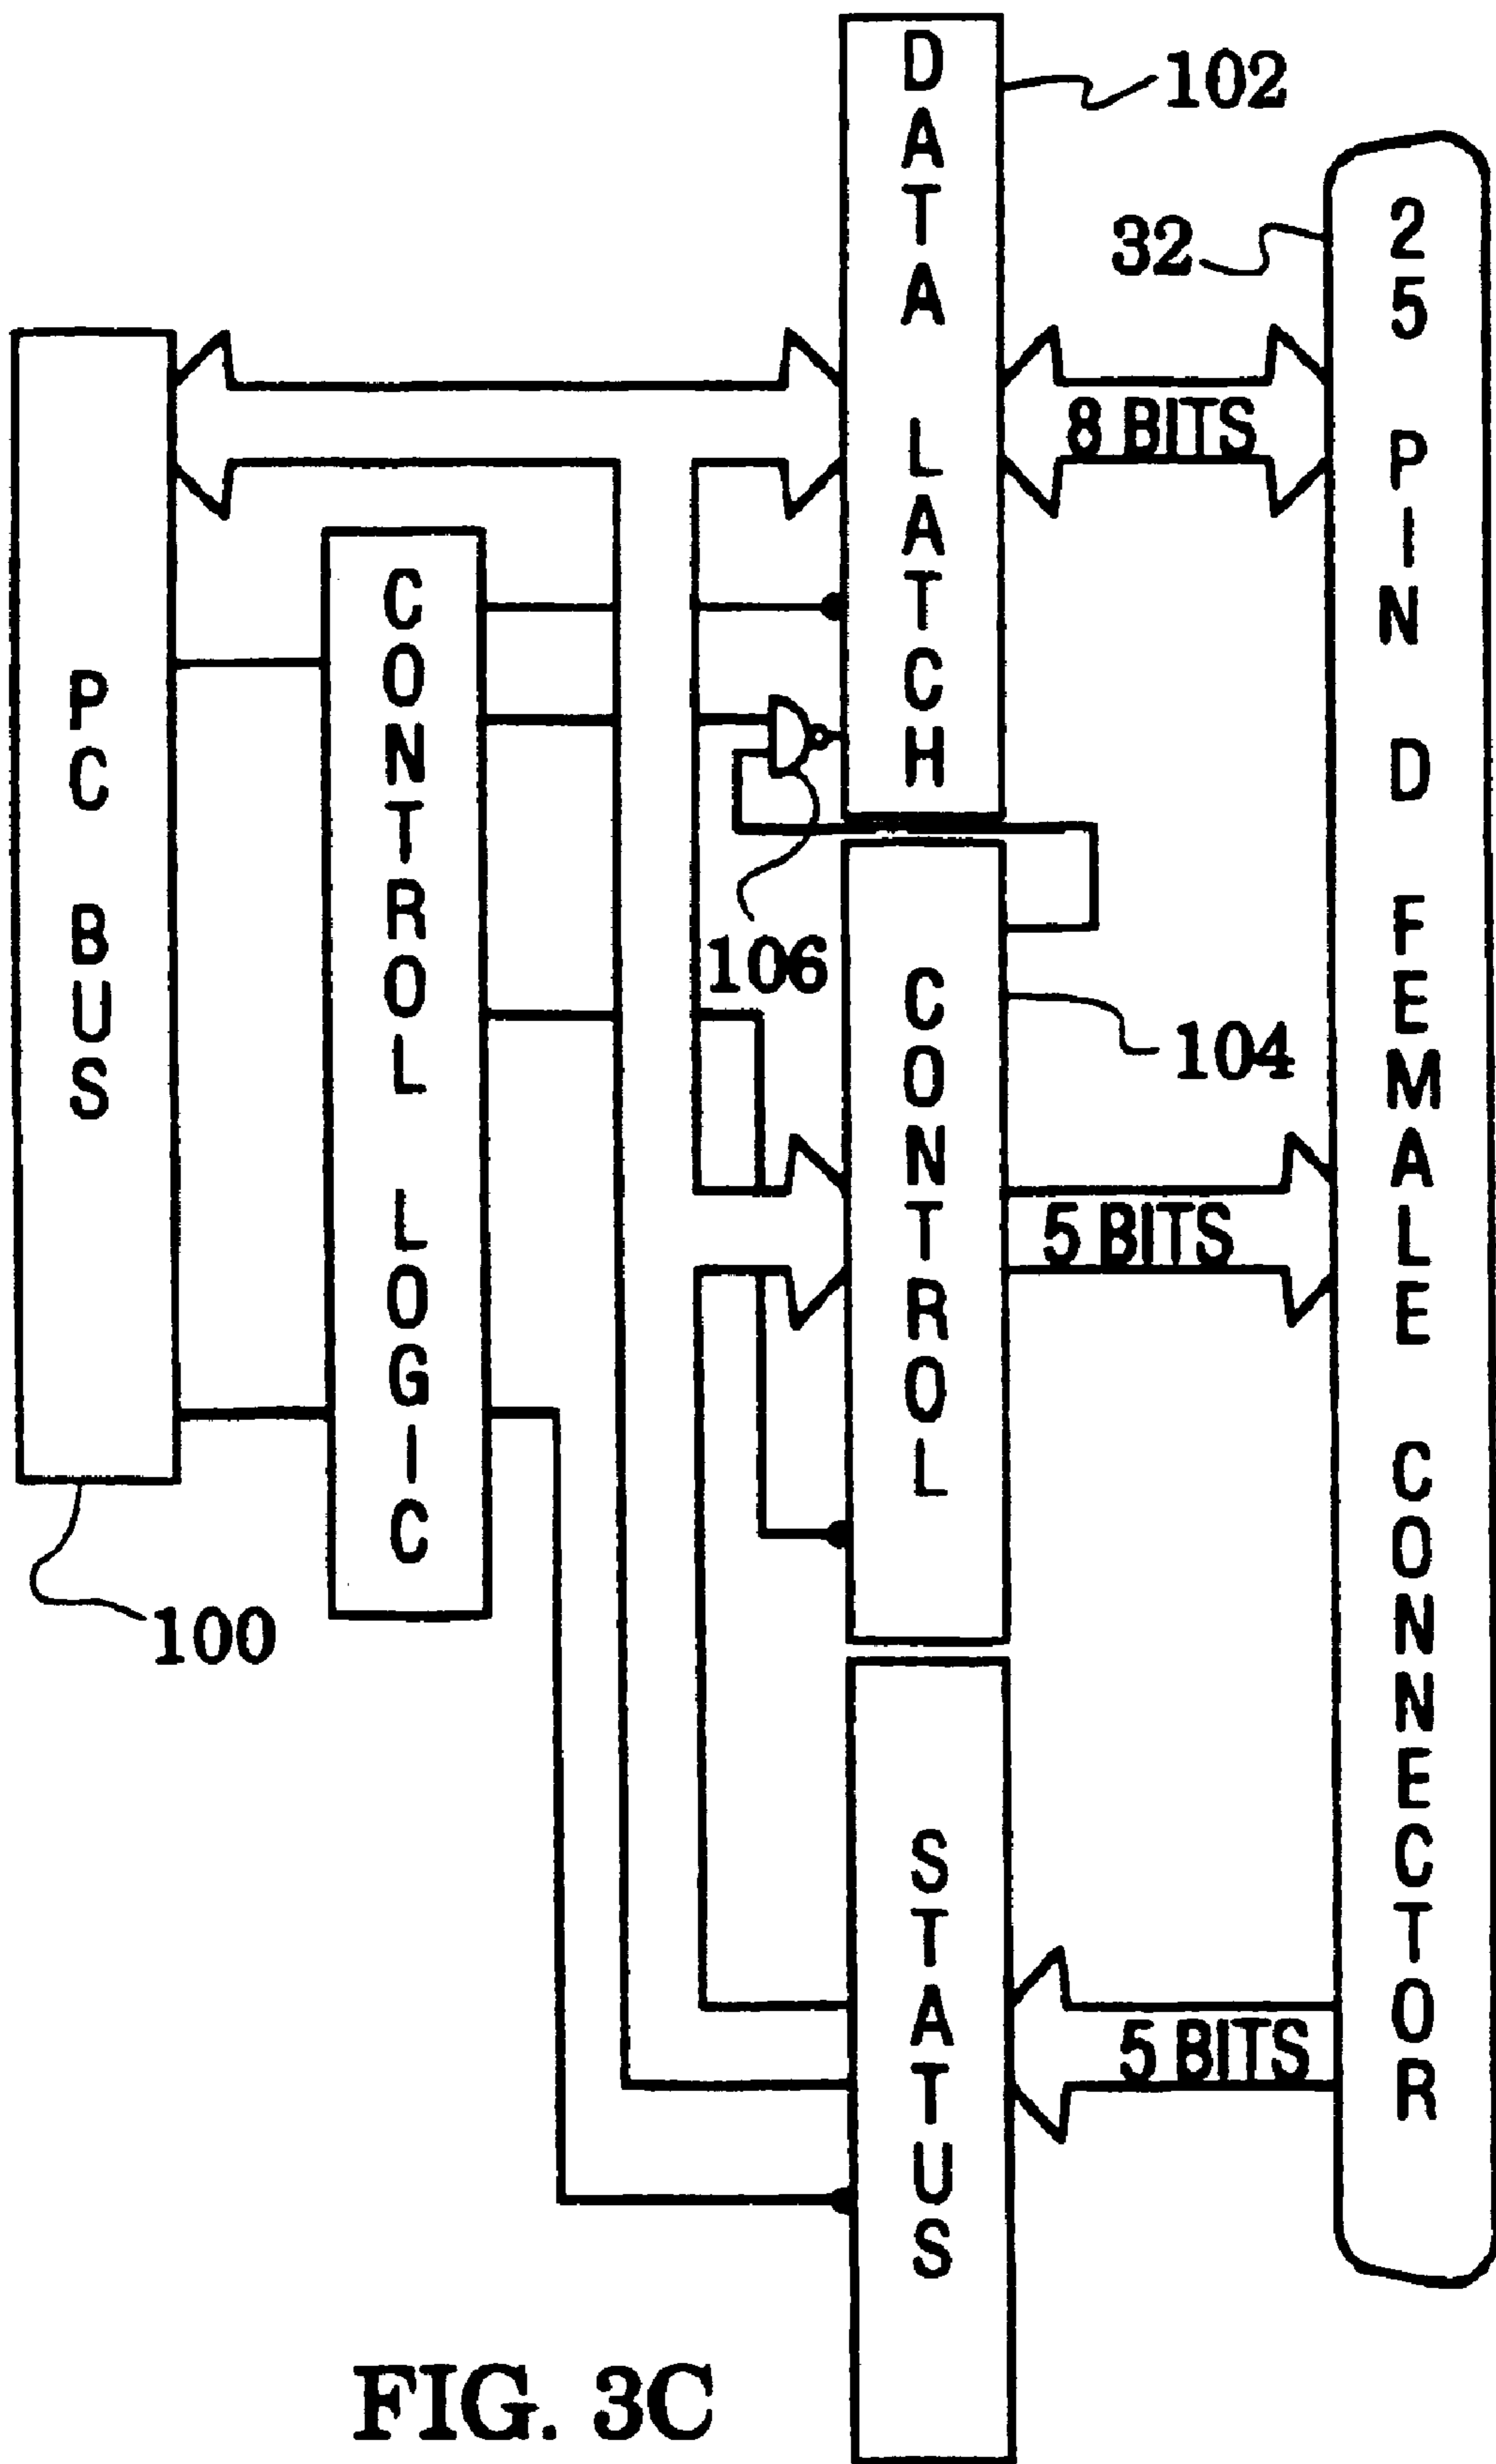 DATA LATCH
102
32
25 PIN D FEMALE CONNECTOR
8 BITS
PC BUS
CONTROL LOGIC
106
CONTROL
104
5 BITS
100
STATUS
5 BITS
FIG. 3C